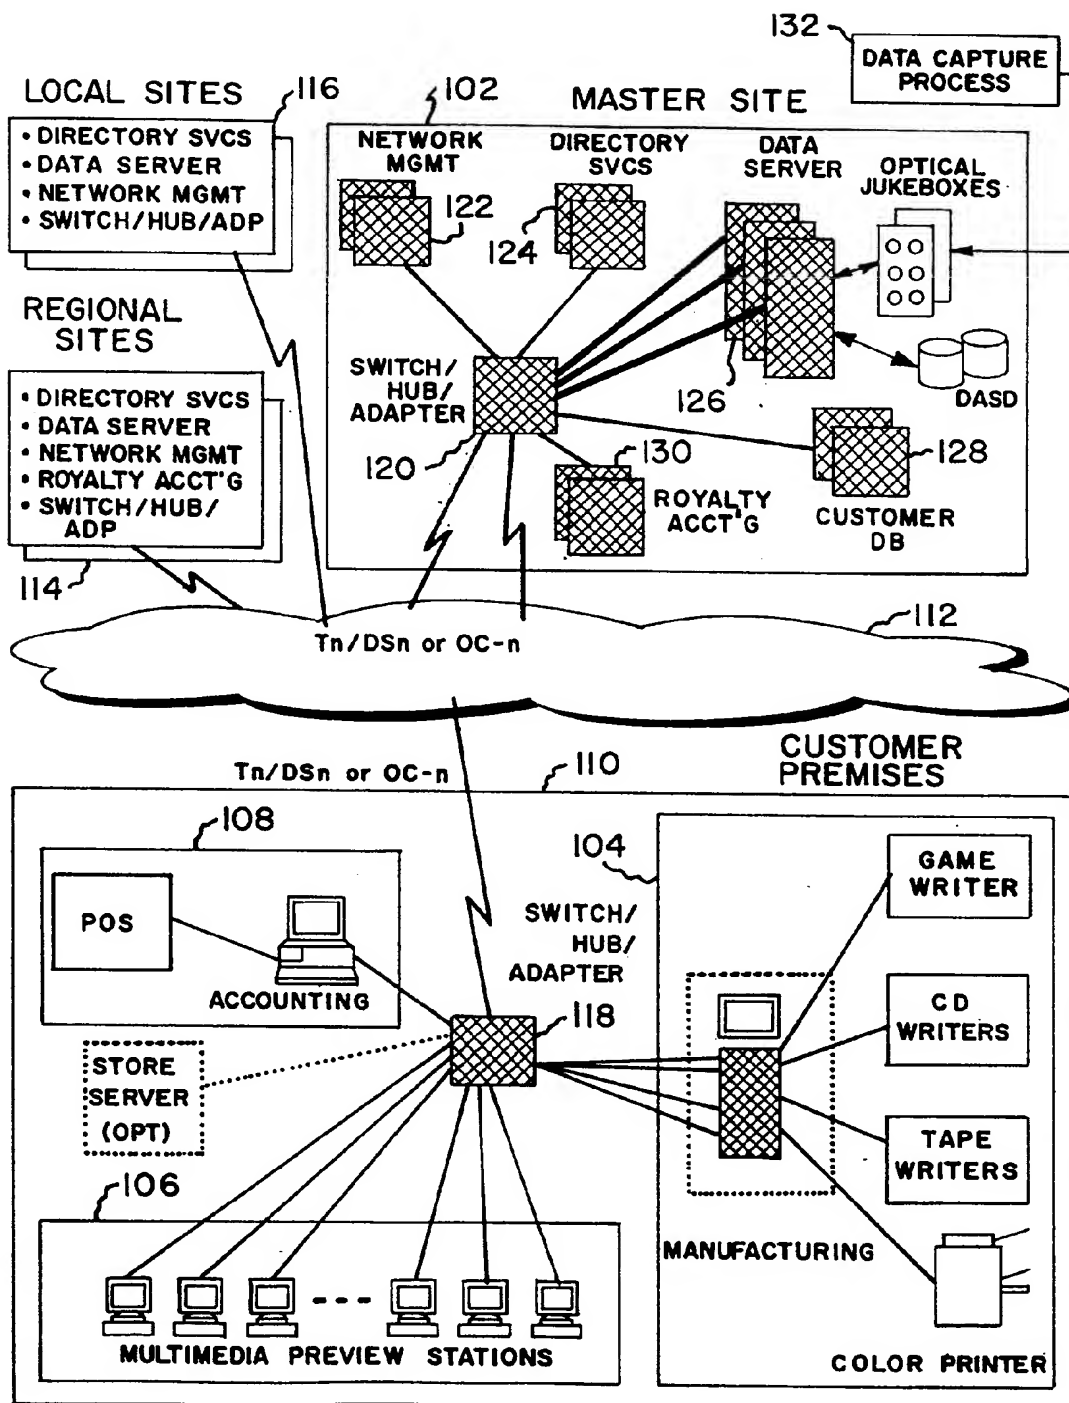 132
DATA CAPTURE
PROCESS
LOCAL SITES
116
• DIRECTORY SVCS
• DATA SERVER
• NETWORK MGMT
• SWITCH/HUB/ADP
102
MASTER SITE
NETWORK
MGMT
DIRECTORY
SVCS
DATA
SERVER
OPTICAL
JUKEBOXES
122
124
REGIONAL
SITES
• DIRECTORY SVCS
• DATA SERVER
• NETWORK MGMT
• ROYALTY ACCT'G
• SWITCH/HUB/
ADP
114
SWITCH/
HUB/
ADAPTER
120
126
DASD
130
ROYALTY
ACCT'G
128
CUSTOMER
DB
112
Tn/DSn or OC-n
Tn/DSn or OC-n
110
CUSTOMER
PREMISES
108
POS
ACCOUNTING
104
SWITCH/
HUB/
ADAPTER
118
GAME
WRITER
CD
WRITERS
TAPE
WRITERS
STORE
SERVER
(OPT)
106
MANUFACTURING
MULTIMEDIA PREVIEW STATIONS
COLOR PRINTER